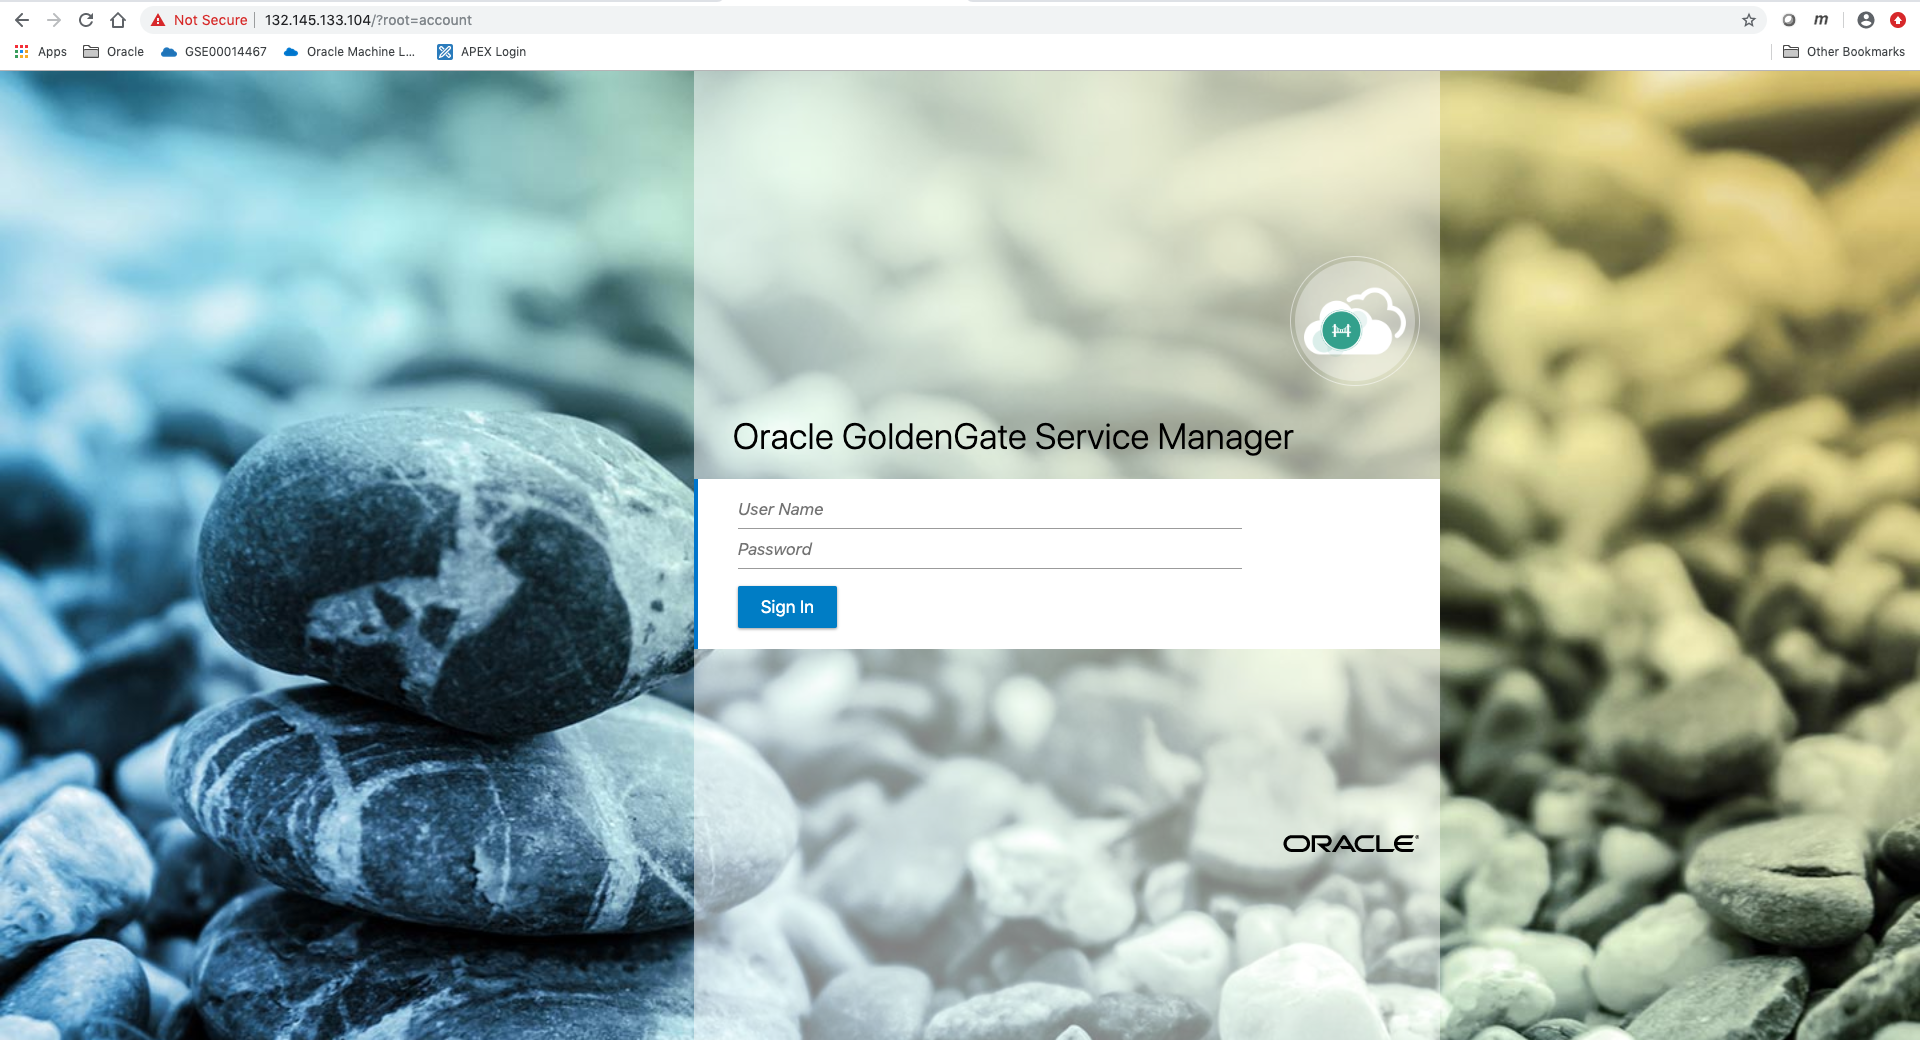 Not Secure 132.145.133.104/?root=account
Apps Oracle GSE00014467 Oracle Machine L... APEX Login Other Bookmarks
Oracle GoldenGate Service Manager
User Name
Password
Sign In
ORACLE®